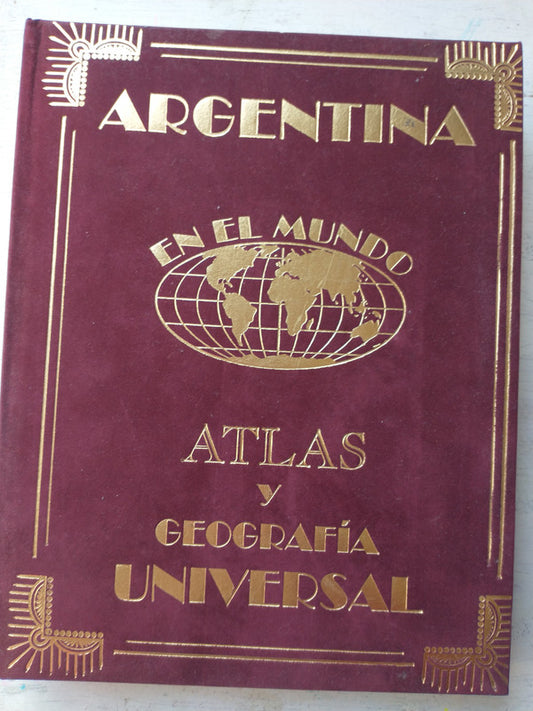 ARGENTINA
EN EL MUNDO
ATLAS
y
GEOGRAFÍA
UNIVERSAL